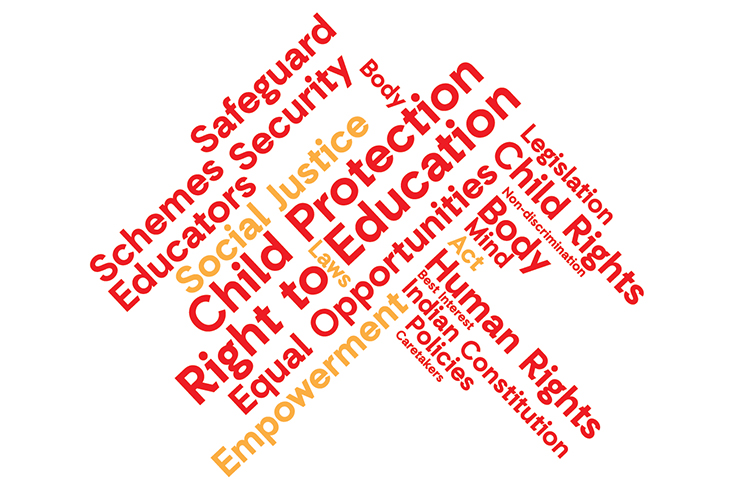 Safeguard
Schemes Security
Body
Educators
Social Justice
Child Protection
Right to Education
Laws
Equal Opportunities
Empowerment
Legislation
Child Rights
Non-discrimination
Body
Mind
Act
Human Rights
Best Interest
Indian Constitution
Policies
Caretakers